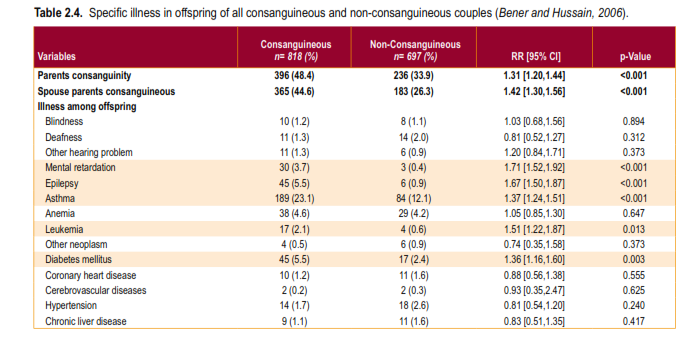 Table 2.4. Specific illness in offspring of all consanguineous and non-consanguineous couples (Bener and Hussain, 2006).
Variables Consanguineous n= 818 (%) Non-Consanguineous n= 697 (%) RR [95% CI] p-Value
Parents consanguinity 396 (48.4) 236 (33.9) 1.31 [1.20,1.44] <0.001
Spouse parents consanguineous 365 (44.6) 183 (26.3) 1.42 [1.30,1.56] <0.001
Illness among offspring
Blindness 10 (1.2) 8 (1.1) 1.03 [0.68,1.56] 0.894
Deafness 11 (1.3) 14 (2.0) 0.81 [0.52,1.27] 0.312
Other hearing problem 11 (1.3) 6 (0.9) 1.20 [0.84,1.71] 0.373
Mental retardation 30 (3.7) 3 (0.4) 1.71 [1.52,1.92] <0.001
Epilepsy 45 (5.5) 6 (0.9) 1.67 [1.50,1.87] <0.001
Asthma 189 (23.1) 84 (12.1) 1.37 [1.24,1.51] <0.001
Anemia 38 (4.6) 29 (4.2) 1.05 [0.85,1.30] 0.647
Leukemia 17 (2.1) 4 (0.6) 1.51 [1.22,1.87] 0.013
Other neoplasm 4 (0.5) 6 (0.9) 0.74 [0.35,1.58] 0.373
Diabetes mellitus 45 (5.5) 17 (2.4) 1.36 [1.16,1.60] 0.003
Coronary heart disease 10 (1.2) 11 (1.6) 0.88 [0.56,1.38] 0.555
Cerebrovascular diseases 2 (0.2) 2 (0.3) 0.93 [0.35,2.47] 0.625
Hypertension 14 (1.7) 18 (2.6) 0.81 [0.54,1.20] 0.240
Chronic liver disease 9 (1.1) 11 (1.6) 0.83 [0.51,1.35] 0.417